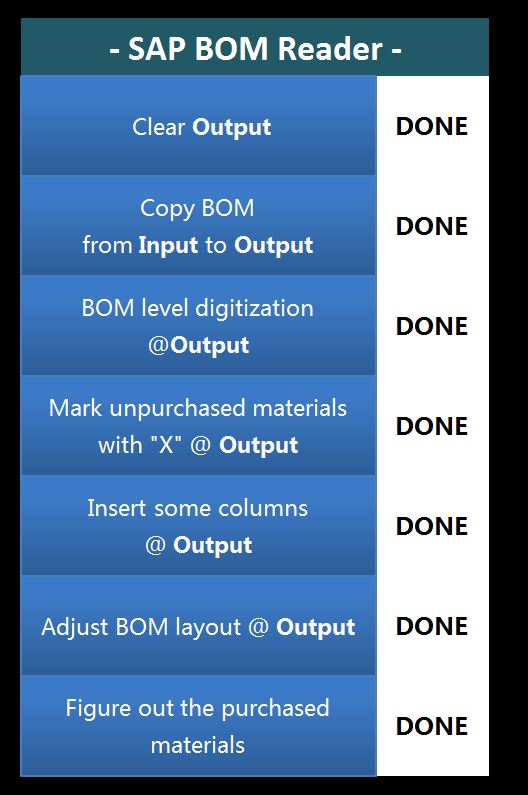 - SAP BOM Reader -
Clear Output
DONE
Copy BOM
from Input to Output
DONE
BOM level digitization
@Output
DONE
Mark unpurchased materials
with "X" @ Output
DONE
Insert some columns
@ Output
DONE
Adjust BOM layout @ Output
DONE
Figure out the purchased
materials
DONE